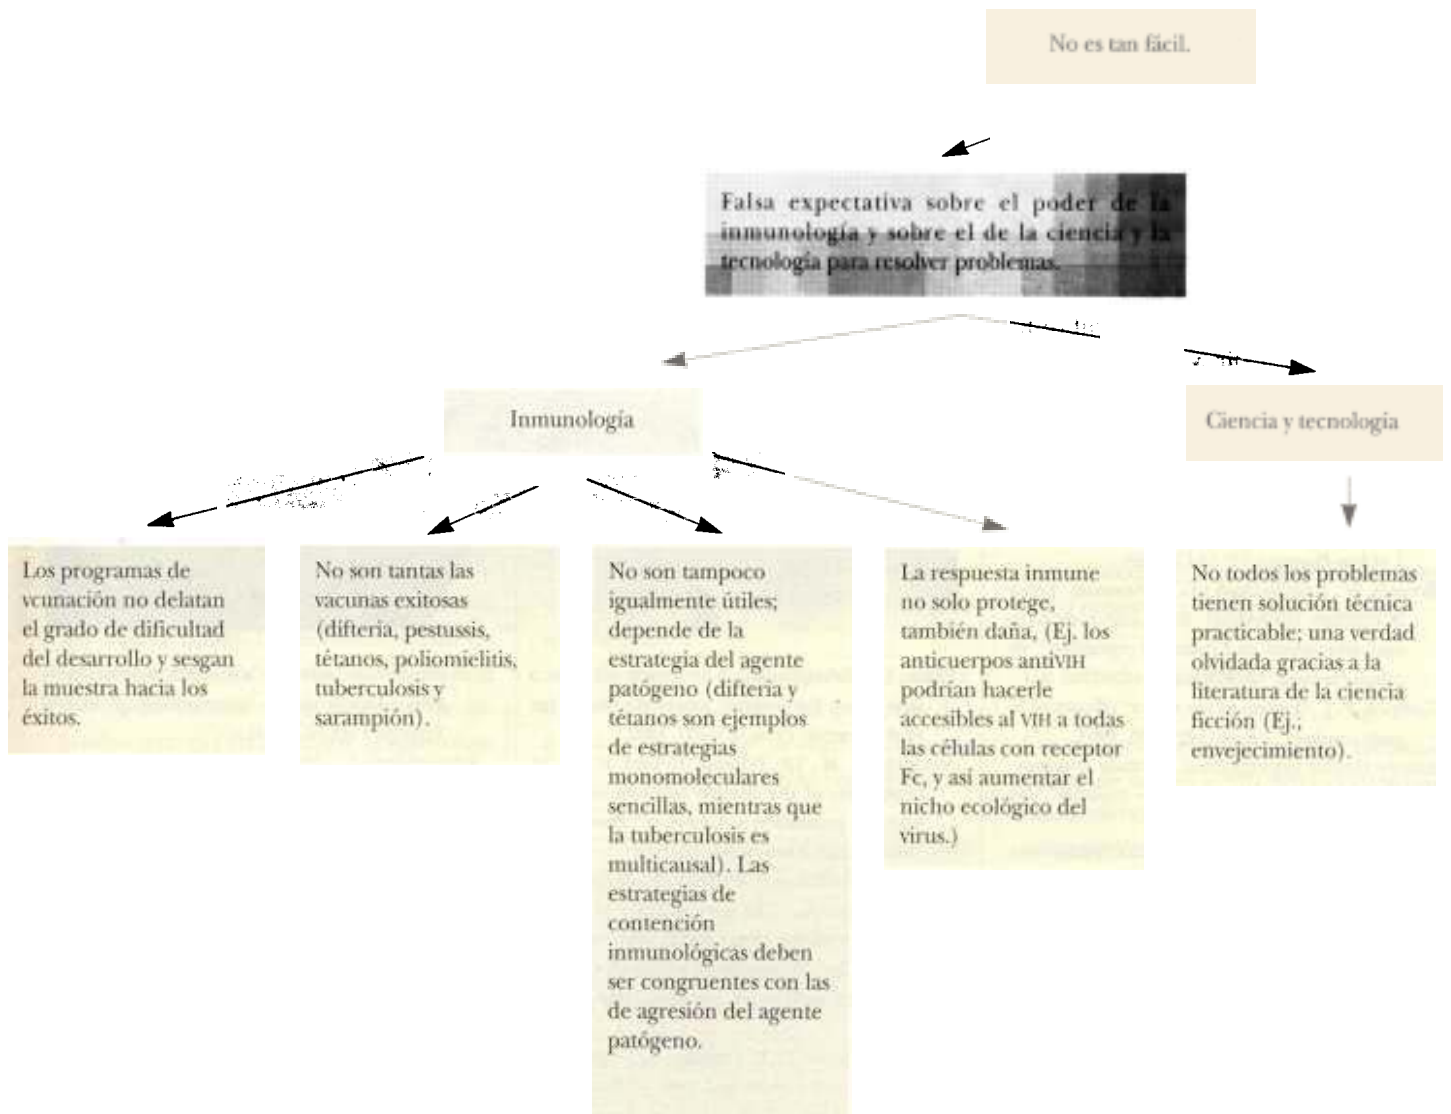 No es tan fácil.
Falsa expectativa sobre el poder de la
inmunología y sobre el de la ciencia y la
tecnología para resolver problemas.
Inmunología
Ciencia y tecnología
Los programas de
vcunación no delatan
el grado de dificultad
del desarrollo y sesgan
la muestra hacia los
éxitos.
No son tantas las
vacunas exitosas
(difteria, pestussis,
tétanos, poliomielitis,
tuberculosis y
sarampión).
No son tampoco
igualmente útiles;
depende de la
estrategia del agente
patógeno (difteria y
tétanos son ejemplos
de estrategias
monomoleculares
sencillas, mientras que
la tuberculosis es
multicausal). Las
estrategias de
contención
inmunológicas deben
ser congruentes con las
de agresión del agente
patógeno.
La respuesta inmune
no solo protege,
también daña, (Ej. los
anticuerpos antiVIH
podrían hacerle
accesibles al VIH a todas
las células con receptor
Fc, y así aumentar el
nicho ecológico del
virus.)
No todos los problemas
tienen solución técnica
practicable; una verdad
olvidada gracias a la
literatura de la ciencia
ficción (Ej.,
envejecimiento).